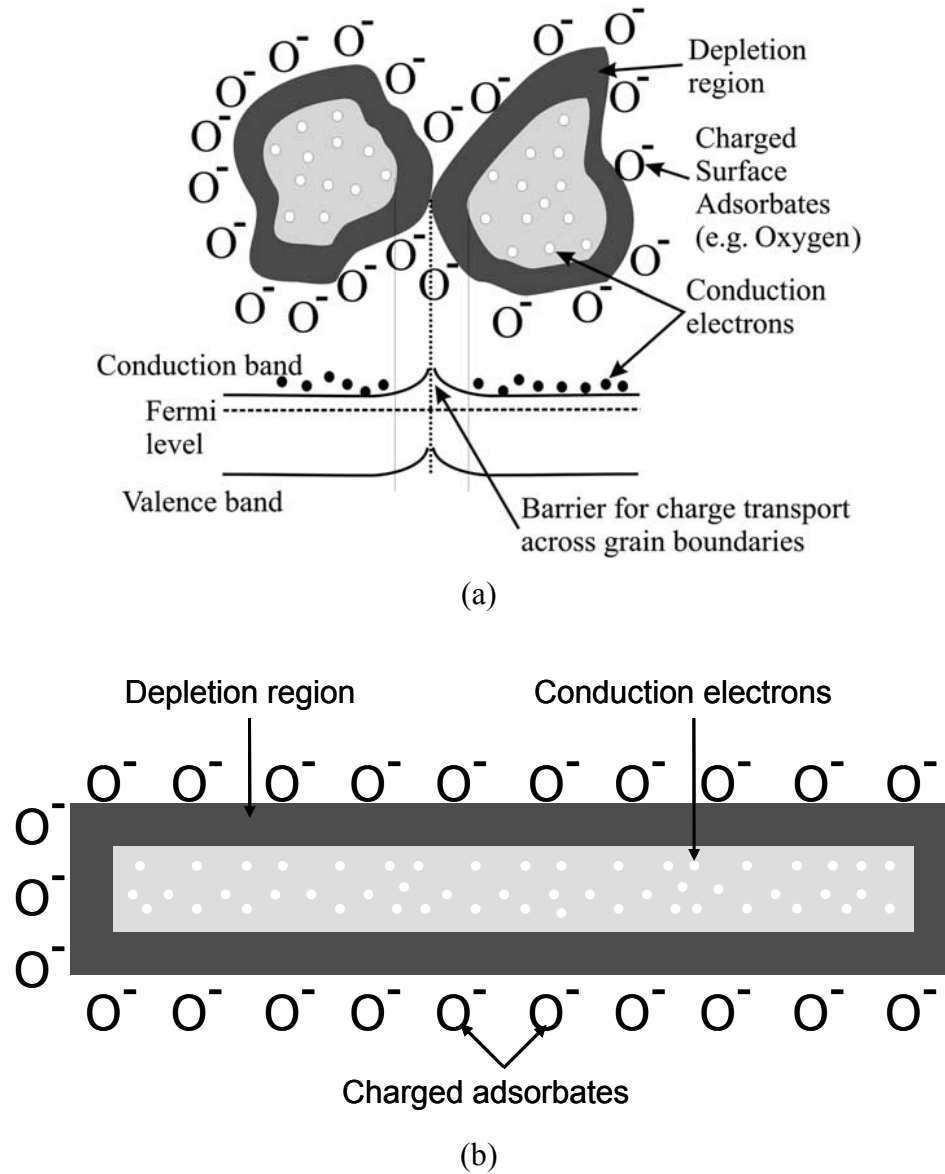 O⁻ O⁻ O⁻ O⁻ O⁻
O⁻ O⁻ O⁻ O⁻
Depletion
region
O⁻ O⁻ O⁻
O⁻ O⁻
Charged
Surface
Adsorbates
(e.g. Oxygen)
O⁻ O⁻ O⁻ O⁻
O⁻ O⁻ O⁻ O⁻ O⁻ O⁻
Conduction
electrons
Conduction band
Fermi
level
Valence band
Barrier for charge transport
across grain boundaries
(a)
Depletion region
Conduction electrons
O⁻ O⁻ O⁻ O⁻ O⁻ O⁻ O⁻ O⁻ O⁻
O⁻
O⁻
O⁻
O⁻ O⁻ O⁻ O⁻ O⁻ O⁻ O⁻ O⁻ O⁻
Charged adsorbates
(b)